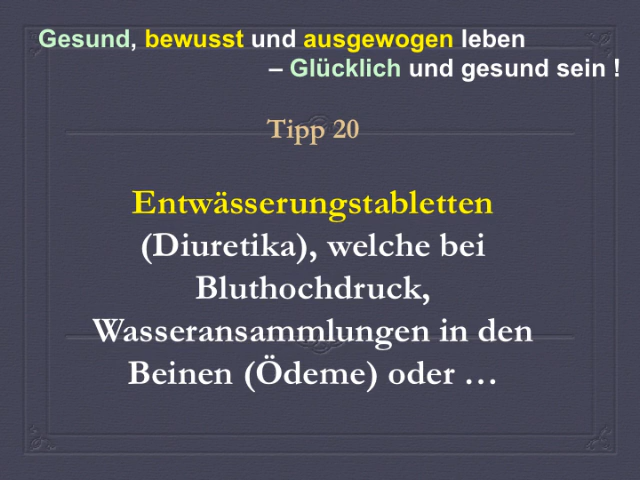 Gesund, bewusst und ausgewogen leben
– Glücklich und gesund sein !
Tipp 20
Entwässerungstabletten
(Diuretika), welche bei
Bluthochdruck,
Wasseransammlungen in den
Beinen (Ödeme) oder …